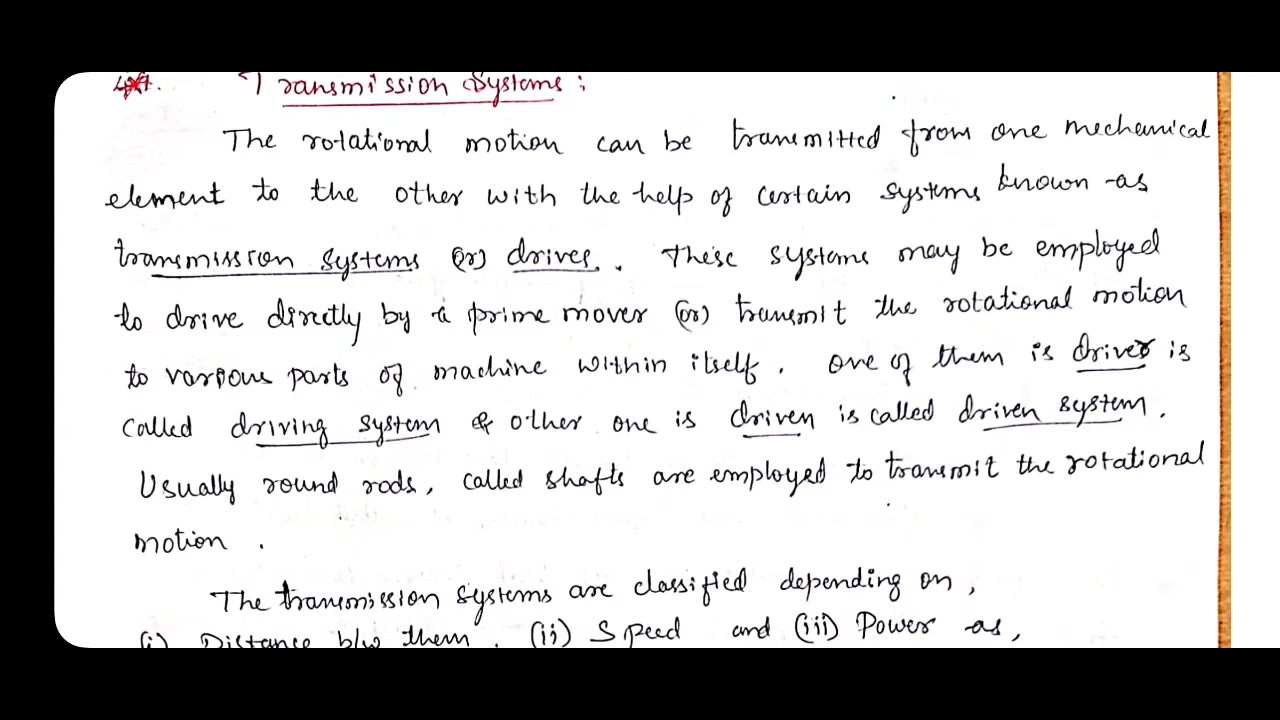 Transmission Systems :
The rotational motion can be transmitted from one mechanical
element to the other with the help of certain systems known as
transmission systems (or) drives. These systems may be employed
to drive directly by a prime mover (or) transmit the rotational motion
to various parts of machine within itself. One of them is driver is
called driving system & other one is driven is called driven system.
Usually round rods, called shafts are employed to transmit the rotational
motion.
The transmission systems are classified depending on,
(i) Distance b/w them, (ii) Speed and (iii) Power as,